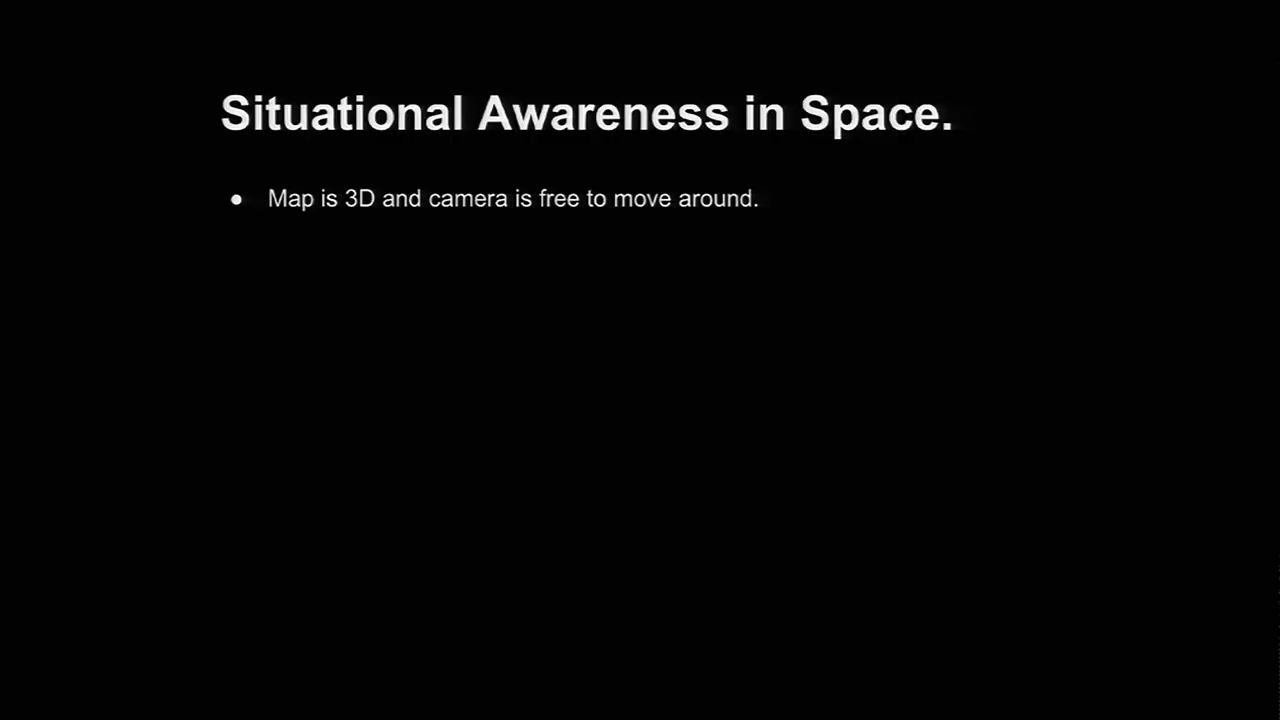 Situational Awareness in Space.
● Map is 3D and camera is free to move around.